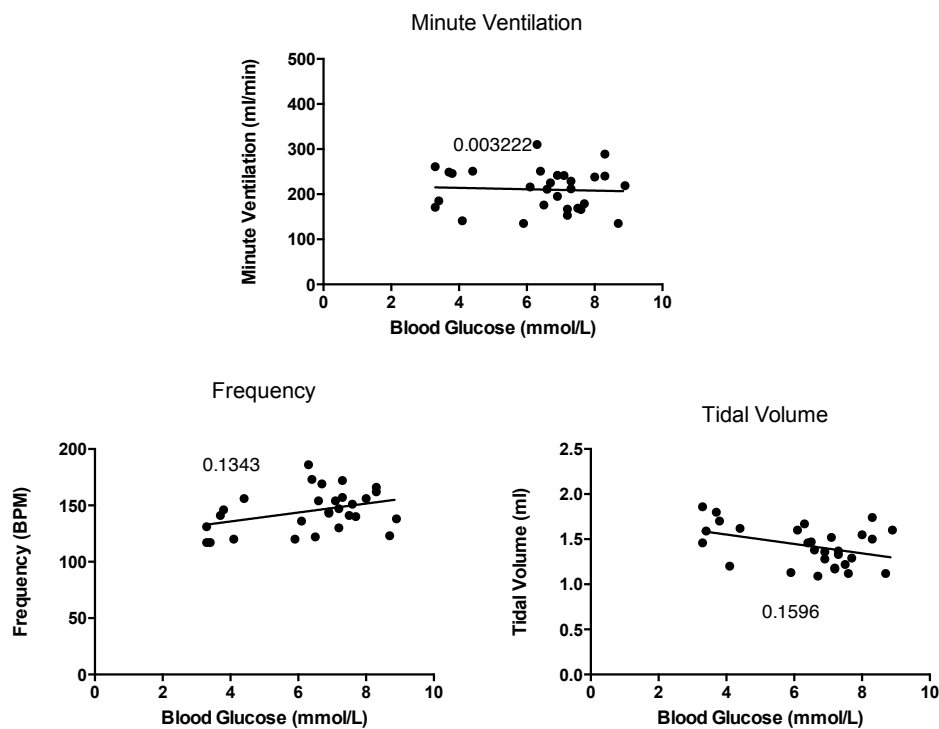 Minute Ventilation
500
400
300
200
100
0
0.003222
Minute Ventilation (ml/min)
0 2 4 6 8 10
Blood Glucose (mmol/L)
Frequency
200
150
100
50
0
0.1343
Frequency (BPM)
0 2 4 6 8 10
Blood Glucose (mmol/L)
Tidal Volume
2.5
2.0
1.5
1.0
0.5
0.0
0.1596
Tidal Volume (ml)
0 2 4 6 8 10
Blood Glucose (mmol/L)